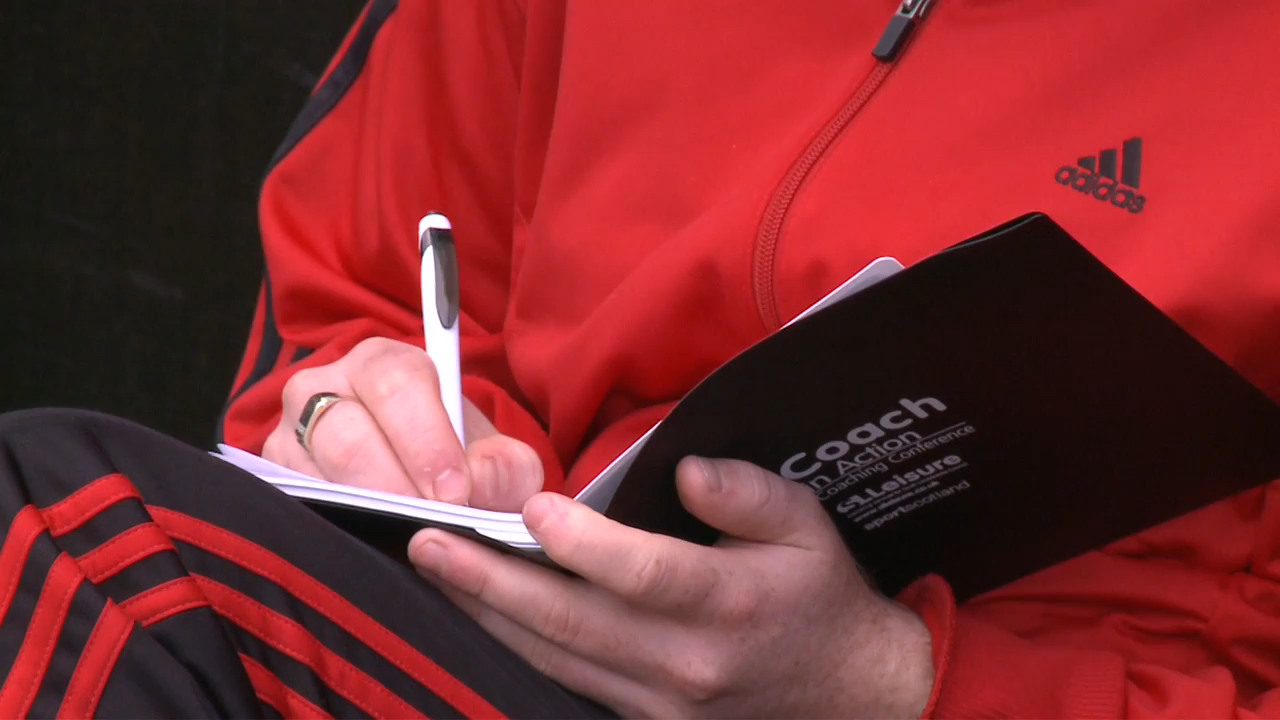 adidas
Coach
in Action
Coaching Conference
SLLeisure
sportscotland